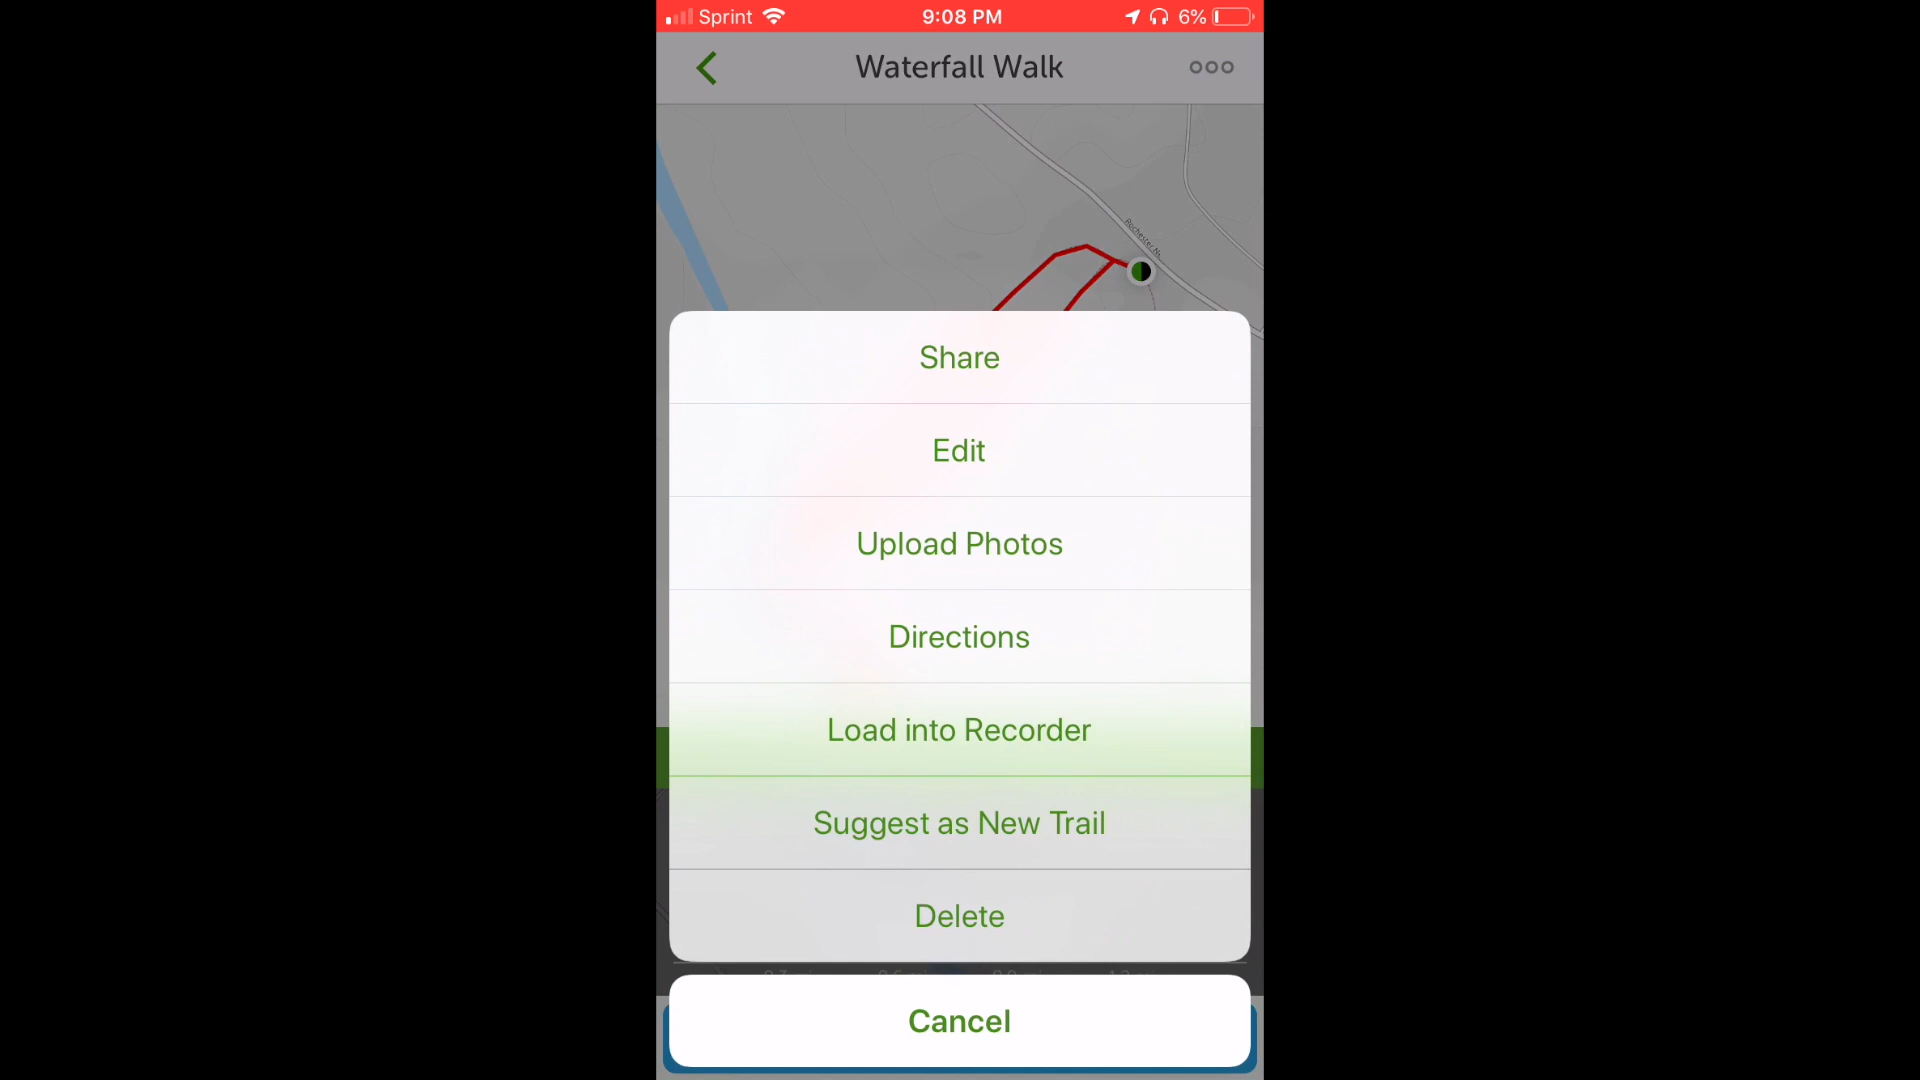 Sprint 9:08 PM 6%
Waterfall Walk
Share
Edit
Upload Photos
Directions
Load into Recorder
Suggest as New Trail
Delete
Cancel